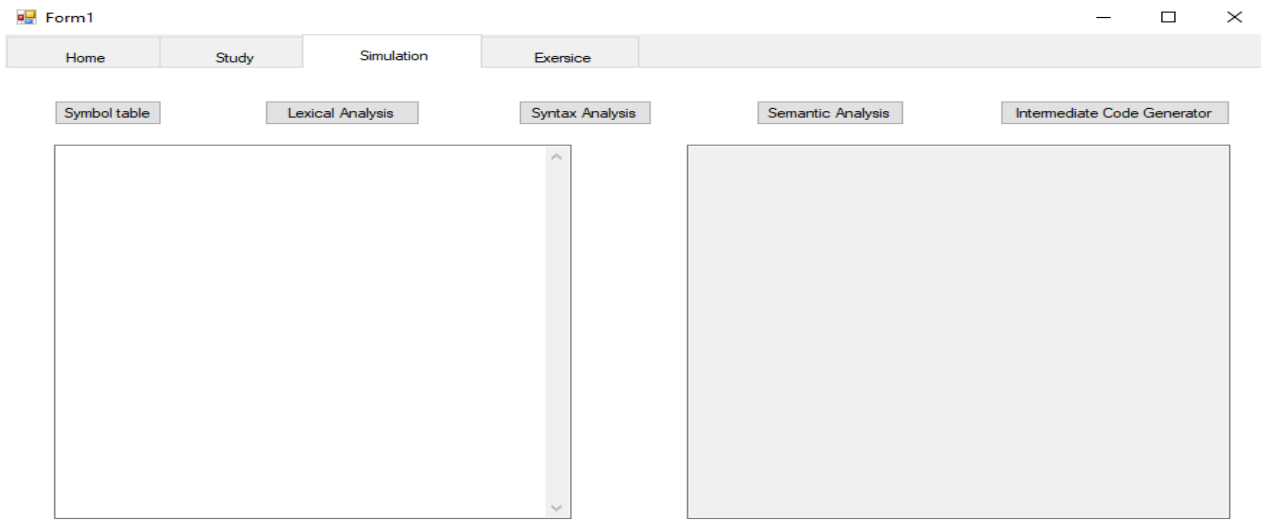 Form1
Home Study Simulation Exersice
Symbol table Lexical Analysis Syntax Analysis Semantic Analysis Intermediate Code Generator